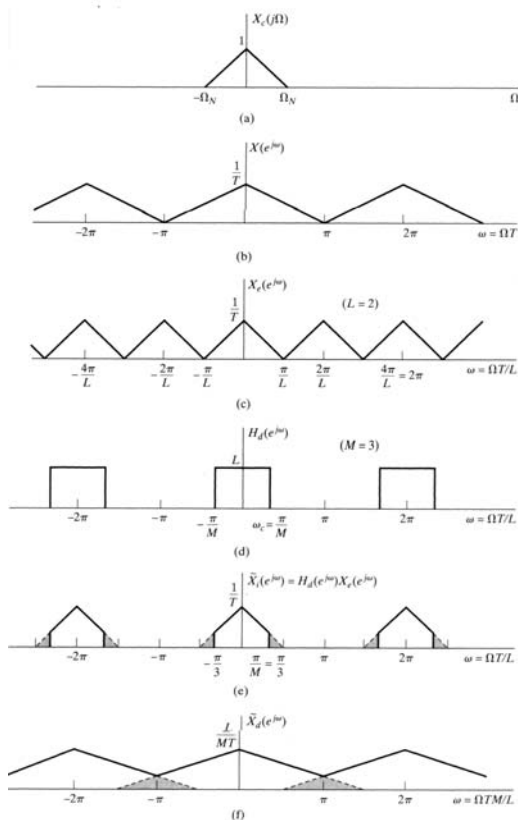 X_c(jΩ)
1
−Ω_N Ω_N Ω
(a)
X(e^{jω})
1/T
−2π −π π 2π ω = ΩT
(b)
X_e(e^{jω})
1/T (L = 2)
−4π/L −2π/L −π/L π/L 2π/L 4π/L = 2π ω = ΩT/L
(c)
H_d(e^{jω})
L (M = 3)
−2π −π −π/M ω_c = π/M π 2π ω = ΩT/L
(d)
X̃_i(e^{jω}) = H_d(e^{jω})X_e(e^{jω})
1/T
−2π −π −π/3 π/M = π/3 π 2π ω = ΩT/L
(e)
X̃_d(e^{jω})
1/MT
−2π −π π 2π ω = ΩTM/L
(f)